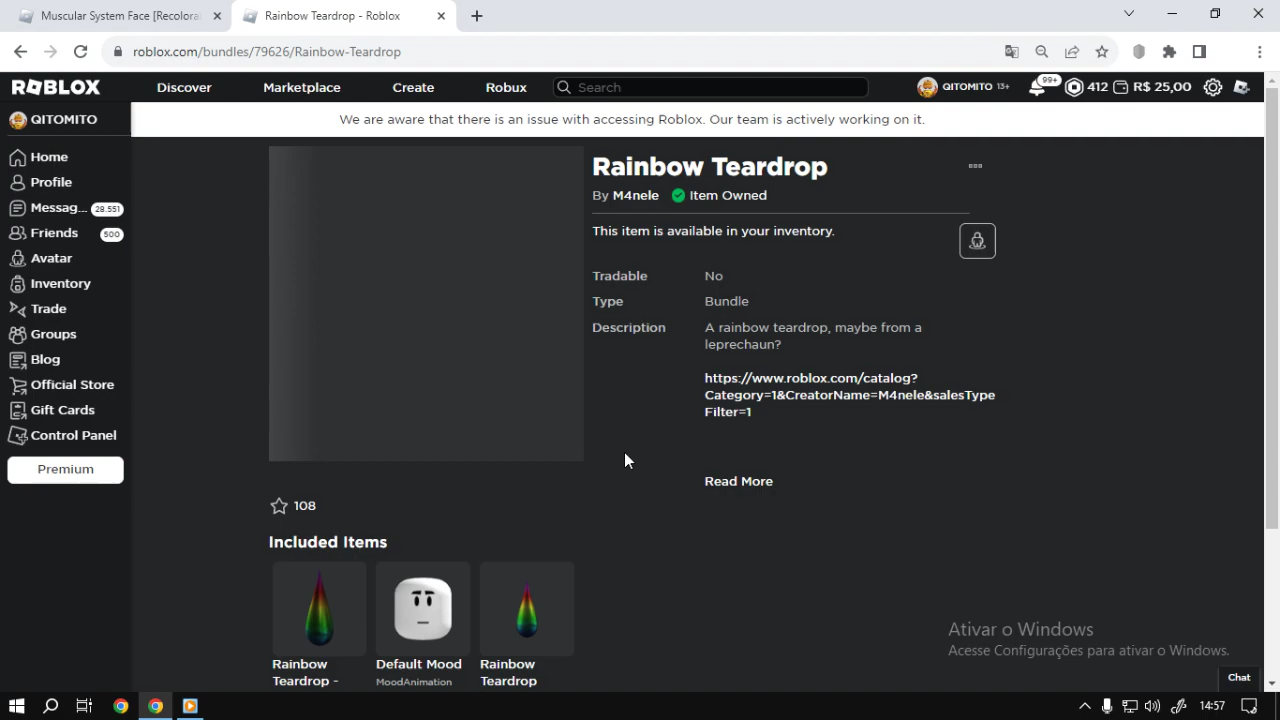 Muscular System Face [Recolora
Rainbow Teardrop - Roblox
roblox.com/bundles/79626/Rainbow-Teardrop
ROBLOX
Discover
Marketplace
Create
Robux
Search
QITOMITO 13+
99+
412
R$ 25,00
QITOMITO
We are aware that there is an issue with accessing Roblox. Our team is actively working on it.
Home
Profile
Messag... 28.551
Friends 500
Avatar
Inventory
Trade
Groups
Blog
Official Store
Gift Cards
Control Panel
Premium
Rainbow Teardrop
By M4nele Item Owned
This item is available in your inventory.
Tradable No
Type Bundle
Description A rainbow teardrop, maybe from a
leprechaun?
https://www.roblox.com/catalog?
Category=1&CreatorName=M4nele&salesType
Filter=1
Read More
108
Included Items
Rainbow
Teardrop -
Default Mood
MoodAnimation
Rainbow
Teardrop
Ativar o Windows
Acesse Configurações para ativar o Windows.
Chat
14:57